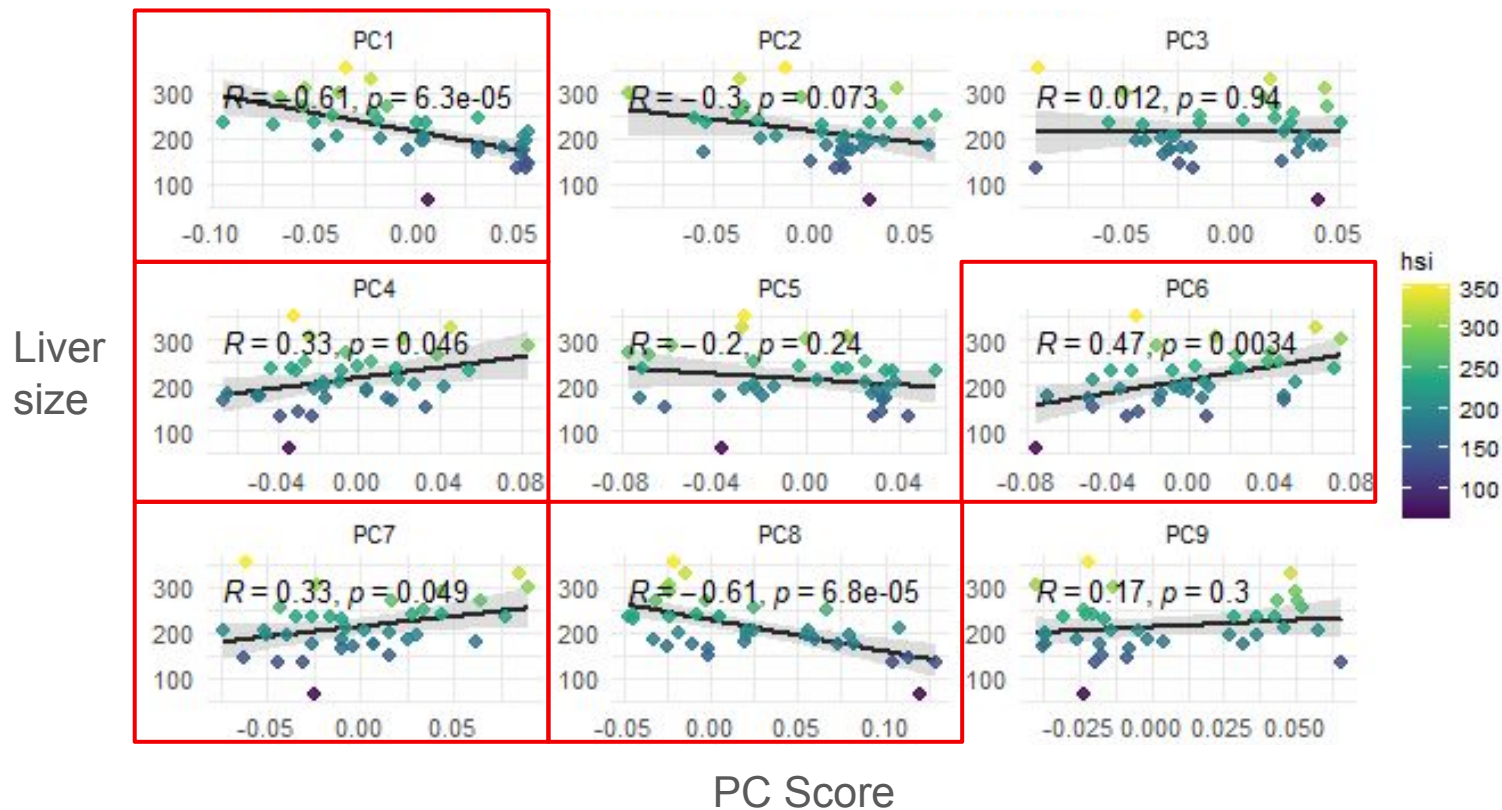 PC1
PC2
PC3
R = −0.61, p = 6.3e-05
R = −0.3, p = 0.073
R = 0.012, p = 0.94
300
200
100
-0.10 -0.05 0.00 0.05
-0.05 0.00 0.05
-0.05 0.00 0.05
PC4
PC5
PC6
R = 0.33, p = 0.046
R = −0.2, p = 0.24
R = 0.47, p = 0.0034
300
200
100
-0.04 0.00 0.04 0.08
-0.08 -0.04 0.00 0.04
-0.08 -0.04 0.00 0.04 0.08
PC7
PC8
PC9
R = 0.33, p = 0.049
R = −0.61, p = 6.8e-05
R = 0.17, p = 0.3
300
200
100
-0.05 0.00 0.05
-0.05 0.00 0.05 0.10
-0.025 0.000 0.025 0.050
Liver
size
PC Score
hsi
350
300
250
200
150
100